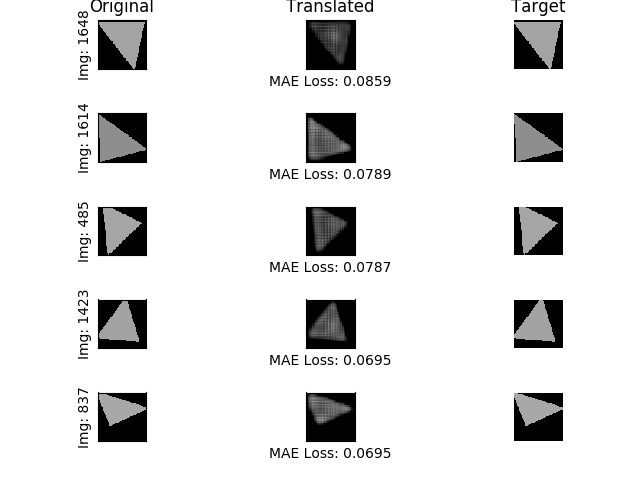 Original Translated Target
Img: 1648
MAE Loss: 0.0859
Img: 1614
MAE Loss: 0.0789
Img: 485
MAE Loss: 0.0787
Img: 1423
MAE Loss: 0.0695
Img: 837
MAE Loss: 0.0695